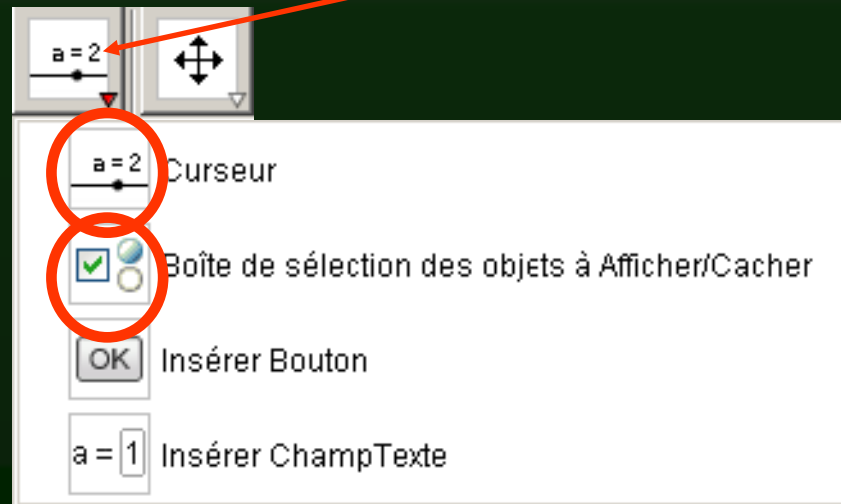 a = 2
a = 2 Curseur
Boîte de sélection des objets à Afficher/Cacher
OK Insérer Bouton
a = 1 Insérer ChampTexte